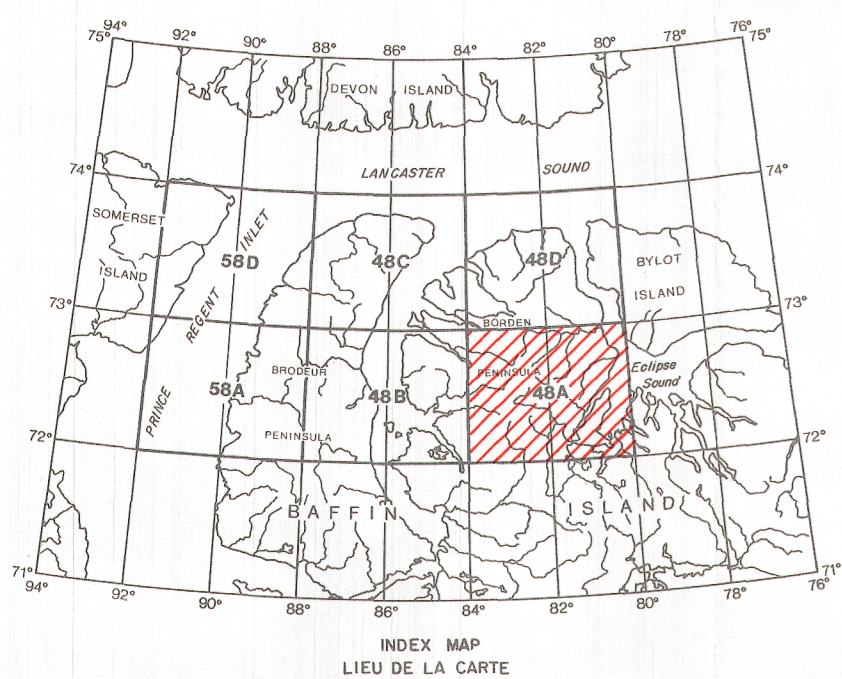 94° 92° 90° 88° 86° 84° 82° 80° 78° 76°
75° 75°
DEVON ISLAND
LANCASTER SOUND
74° 74°
SOMERSET
ISLAND
PRINCE REGENT INLET
58D 48C 48D
BYLOT
ISLAND
73° 73°
BORDEN
PENINSULA
Eclipse
Sound
BRODEUR
PENINSULA
58A 48B 48A
72° 72°
BAFFIN ISLAND
71° 71°
94° 92° 90° 88° 86° 84° 82° 80° 78° 76°
INDEX MAP
LIEU DE LA CARTE